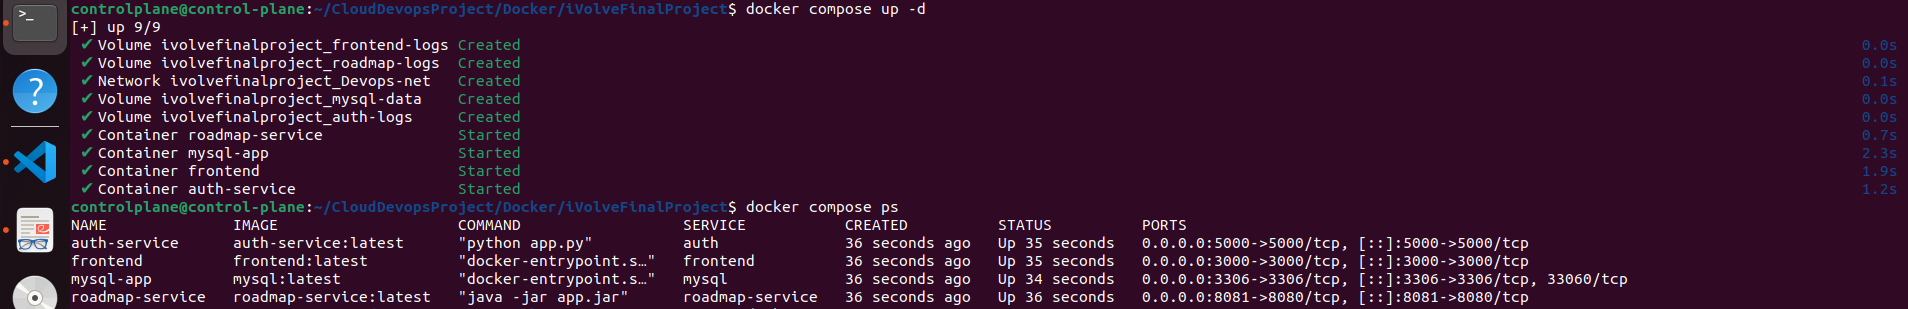 controlplane@control-plane:~/CloudDevopsProject/Docker/iVolveFinalProject$ docker compose up -d
[+] up 9/9
✔ Volume ivolvefinalproject_frontend-logs Created 0.0s
✔ Volume ivolvefinalproject_roadmap-logs Created 0.0s
✔ Network ivolvefinalproject_Devops-net Created 0.1s
✔ Volume ivolvefinalproject_mysql-data Created 0.0s
✔ Volume ivolvefinalproject_auth-logs Created 0.0s
✔ Container roadmap-service Started 0.7s
✔ Container mysql-app Started 2.3s
✔ Container frontend Started 1.9s
✔ Container auth-service Started 1.2s
controlplane@control-plane:~/CloudDevopsProject/Docker/iVolveFinalProject$ docker compose ps
NAME IMAGE COMMAND SERVICE CREATED STATUS PORTS
auth-service auth-service:latest "python app.py" auth 36 seconds ago Up 35 seconds 0.0.0.0:5000->5000/tcp, [::]:5000->5000/tcp
frontend frontend:latest "docker-entrypoint.s…" frontend 36 seconds ago Up 35 seconds 0.0.0.0:3000->3000/tcp, [::]:3000->3000/tcp
mysql-app mysql:latest "docker-entrypoint.s…" mysql 36 seconds ago Up 34 seconds 0.0.0.0:3306->3306/tcp, [::]:3306->3306/tcp, 33060/tcp
roadmap-service roadmap-service:latest "java -jar app.jar" roadmap-service 36 seconds ago Up 36 seconds 0.0.0.0:8081->8080/tcp, [::]:8081->8080/tcp